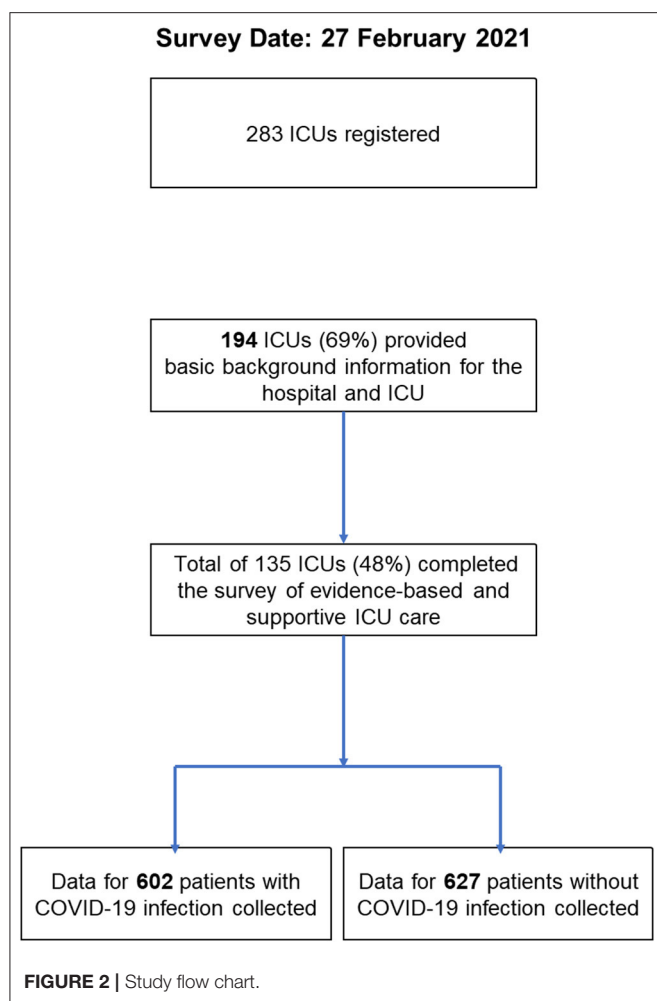 Survey Date: 27 February 2021
283 ICUs registered
194 ICUs (69%) provided
basic background information for the
hospital and ICU
Total of 135 ICUs (48%) completed
the survey of evidence-based and
supportive ICU care
Data for 602 patients with
COVID-19 infection collected
Data for 627 patients without
COVID-19 infection collected
FIGURE 2 | Study flow chart.